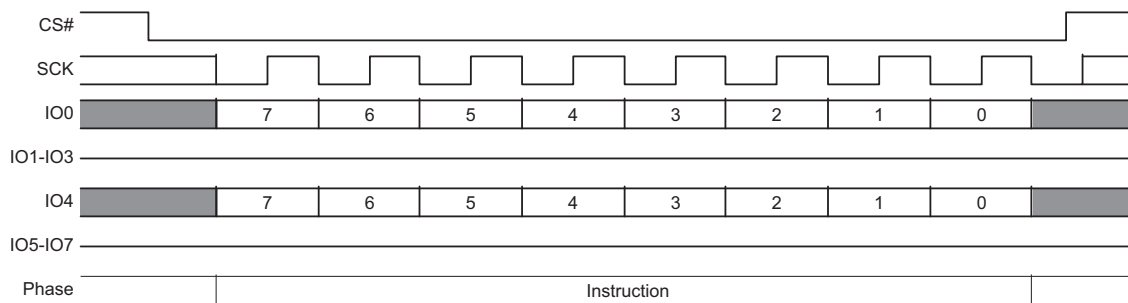 CS#
SCK
IO0 7 6 5 4 3 2 1 0
IO1-IO3
IO4 7 6 5 4 3 2 1 0
IO5-IO7
Phase Instruction